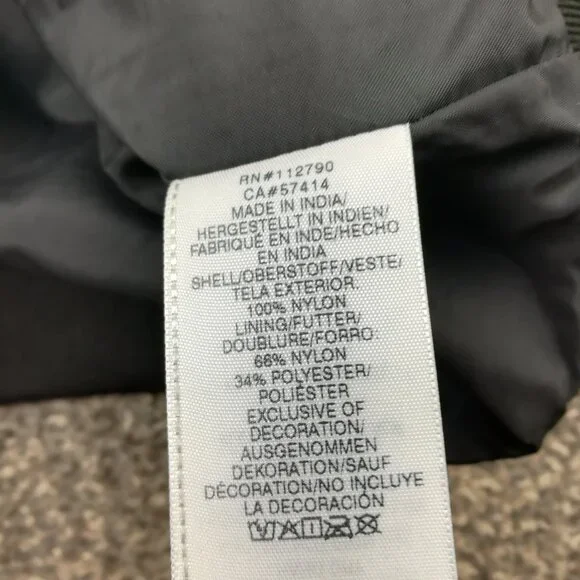 RN#112790
CA#57414
MADE IN INDIA/
HERGESTELLT IN INDIEN/
FABRIQUÉ EN INDE/HECHO
EN INDIA
SHELL/OBERSTOFF/VESTE/
TELA EXTERIOR.
100% NYLON
LINING/FUTTER/
DOUBLURE/FORRO
66% NYLON
34% POLYESTER/
POLIÉSTER
EXCLUSIVE OF
DECORATION/
AUSGENOMMEN
DEKORATION/SAUF
DÉCORATION/NO INCLUYE
LA DECORACIÓN